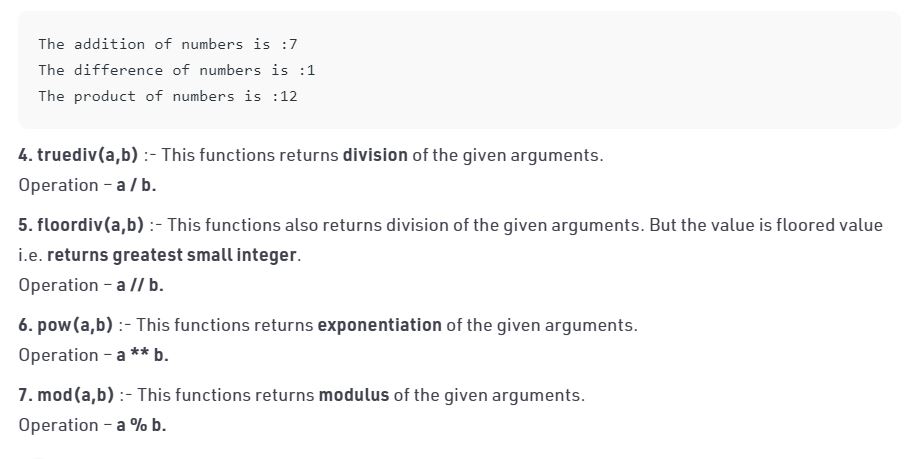 The addition of numbers is :7
The difference of numbers is :1
The product of numbers is :12
4. truediv(a,b) :- This functions returns division of the given arguments.
Operation – a / b.
5. floordiv(a,b) :- This functions also returns division of the given arguments. But the value is floored value
i.e. returns greatest small integer.
Operation – a // b.
6. pow(a,b) :- This functions returns exponentiation of the given arguments.
Operation – a ** b.
7. mod(a,b) :- This functions returns modulus of the given arguments.
Operation – a % b.